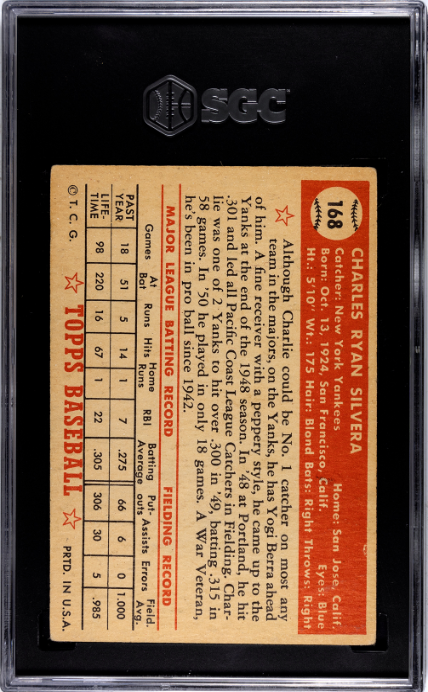 SGC
168
CHARLES RYAN SILVERA
Catcher: New York Yankees Home: San Jose, Calif.
Born: Oct. 13, 1924, San Francisco, Calif. Eyes: Blue
Ht.: 5'10" Wt.: 175 Hair: Blond Bats: Right Throws: Right
Although Charlie could be No. 1 catcher on most any
team in the majors, on the Yanks, he has Yogi Berra ahead
of him. A fine receiver with a peppery style, he came up to the
Yanks at the end of the 1948 season. In '48 at Portland, he hit
.301 and led all Pacific Coast League Catchers in Fielding. Char-
lie was one of 2 Yanks to hit over .300 in '49, batting .315 in
58 games. In '50 he played in only 18 games. A War Veteran,
he's been in pro ball since 1942.
MAJOR LEAGUE BATTING RECORD FIELDING RECORD
Games At Bat Runs Hits Home Runs RBI Batting Average Put-outs Assists Errors Field. Avg.
PAST YEAR 18 51 5 14 1 7 .275 66 6 0 1.000
LIFE-TIME 98 220 16 67 1 22 .305 306 30 5 .985
© T. C. G. TOPPS BASEBALL PRTD. IN U.S.A.